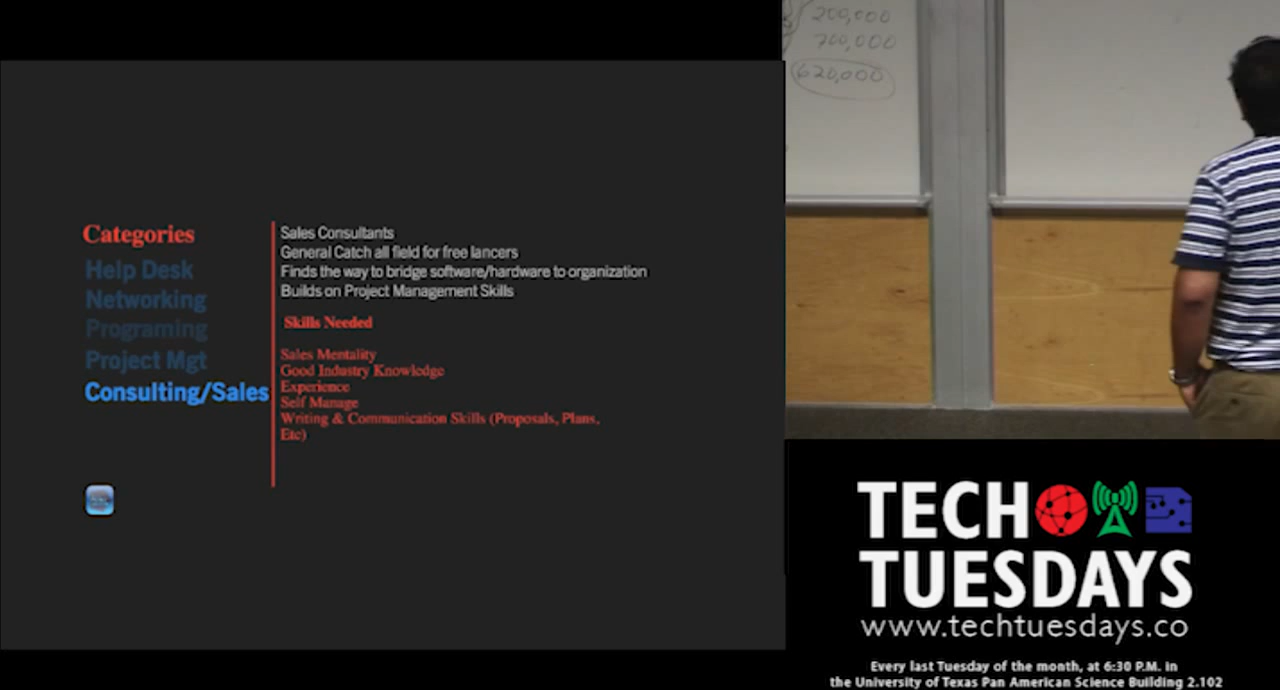 Categories
Help Desk
Networking
Programing
Project Mgt
Consulting/Sales
Sales Consultants
General Catch all field for free lancers
Finds the way to bridge software/hardware to organization
Builds on Project Management Skills
Skills Needed
Sales Mentality
Good Industry Knowledge
Experience
Self Manage
Writing & Communication Skills (Proposals, Plans,
Etc)
200,000
700,000
620,000
TECH
TUESDAYS
www.techtuesdays.co
Every last Tuesday of the month, at 6:30 P.M. in
the University of Texas Pan American Science Building 2.102